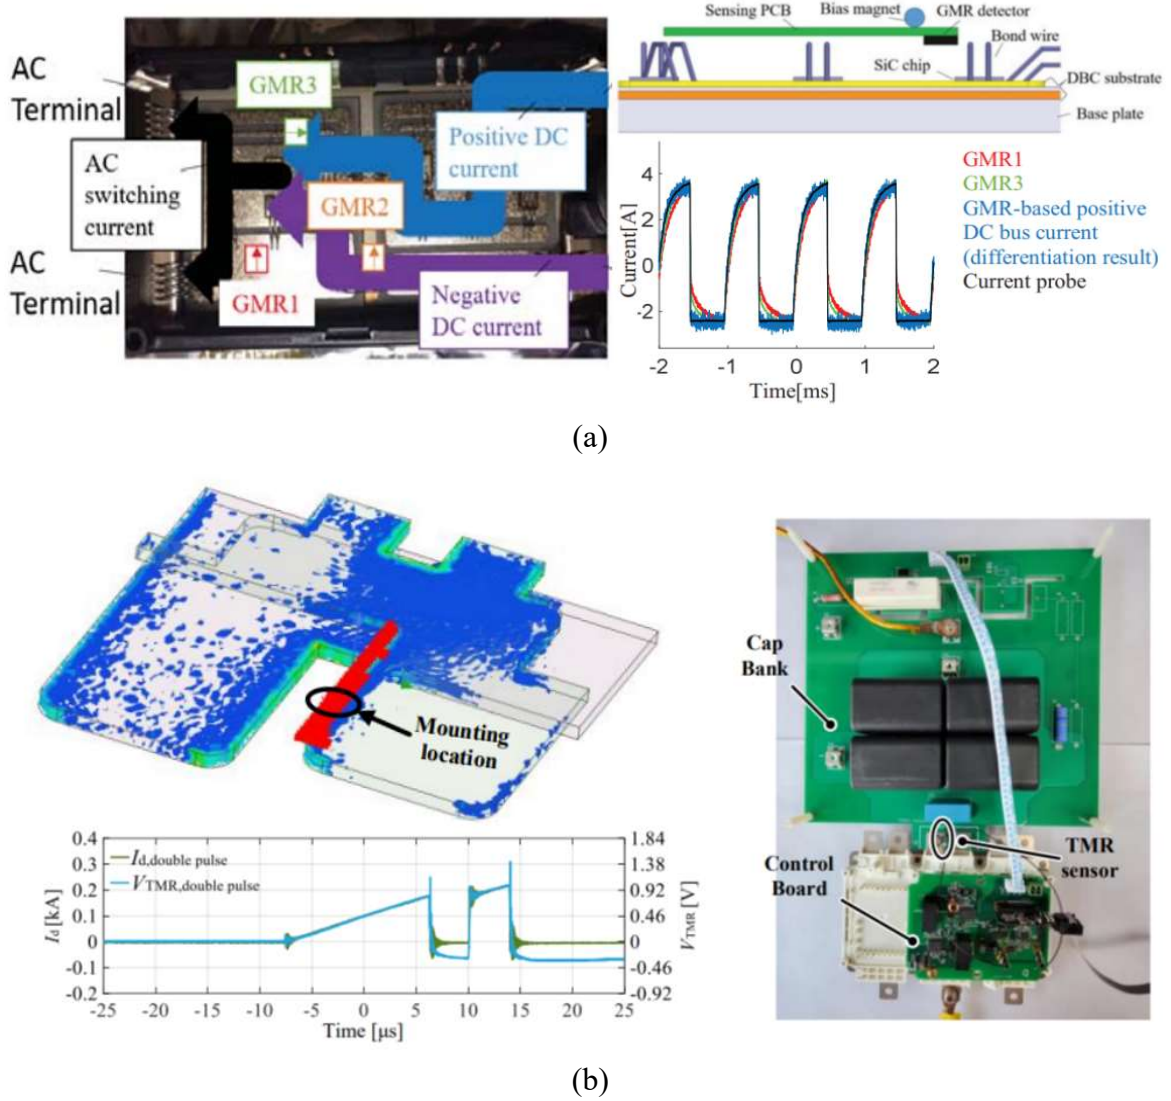 AC
Terminal
GMR3
Positive DC
current
AC
switching
current
GMR2
AC
Terminal
GMR1
Negative
DC current
Sensing PCB
Bias magnet
GMR detector
Bond wire
SiC chip
DBC substrate
Base plate
GMR1
GMR3
GMR-based positive
DC bus current
(differentiation result)
Current probe
Current[A]
4
2
0
-2
-2
-1
0
1
2
Time[ms]
(a)
Mounting
location
Cap
Bank
TMR
sensor
Control
Board
0.4
0.3
0.2
0.1
0
-0.1
-0.2
Id [kA]
Id,double pulse
VTMR,double pulse
1.84
1.38
0.92
0.46
0
-0.46
-0.92
VTMR [V]
-25
-20
-15
-10
-5
0
5
10
15
20
25
Time [μs]
(b)